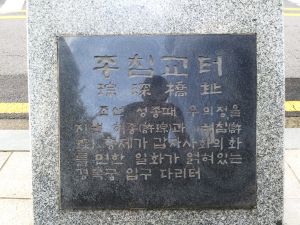 종침교터
琮琛橋址
조선 성종때 우의정을
지낸 허종(許琮)과 허침(許
琛) 형제가 갑자사화의 화
를 면한 일화가 얽혀있는
경복궁 입구 다리터